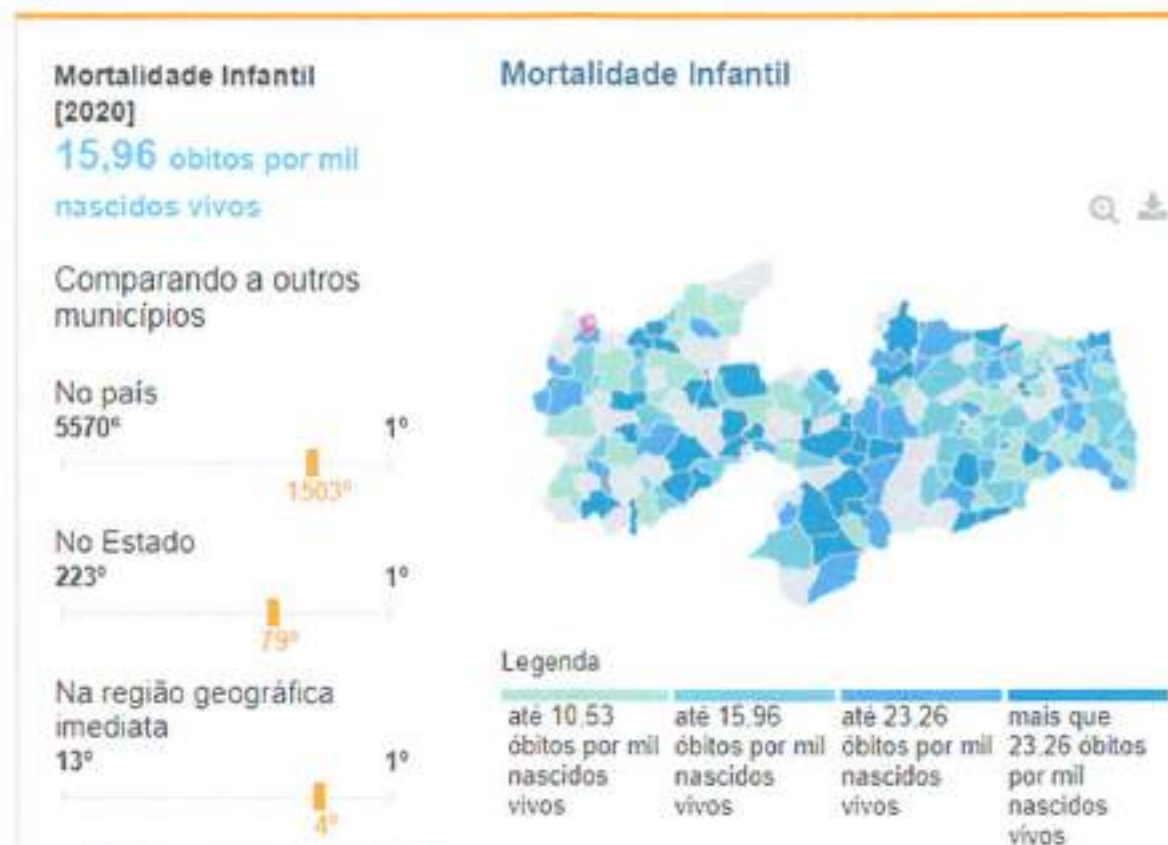 Mortalidade Infantil
[2020]
15,96 óbitos por mil
nascidos vivos
Comparando a outros
municípios
No país
5570º
1º
1503º
No Estado
223º
1º
79º
Na região geográfica
imediata
13º
1º
4º
Mortalidade Infantil
Legenda
até 10.53
óbitos por mil
nascidos
vivos
até 15.96
óbitos por mil
nascidos
vivos
até 23.26
óbitos por mil
nascidos
vivos
mais que
23.26 óbitos
por mil
nascidos
vivos